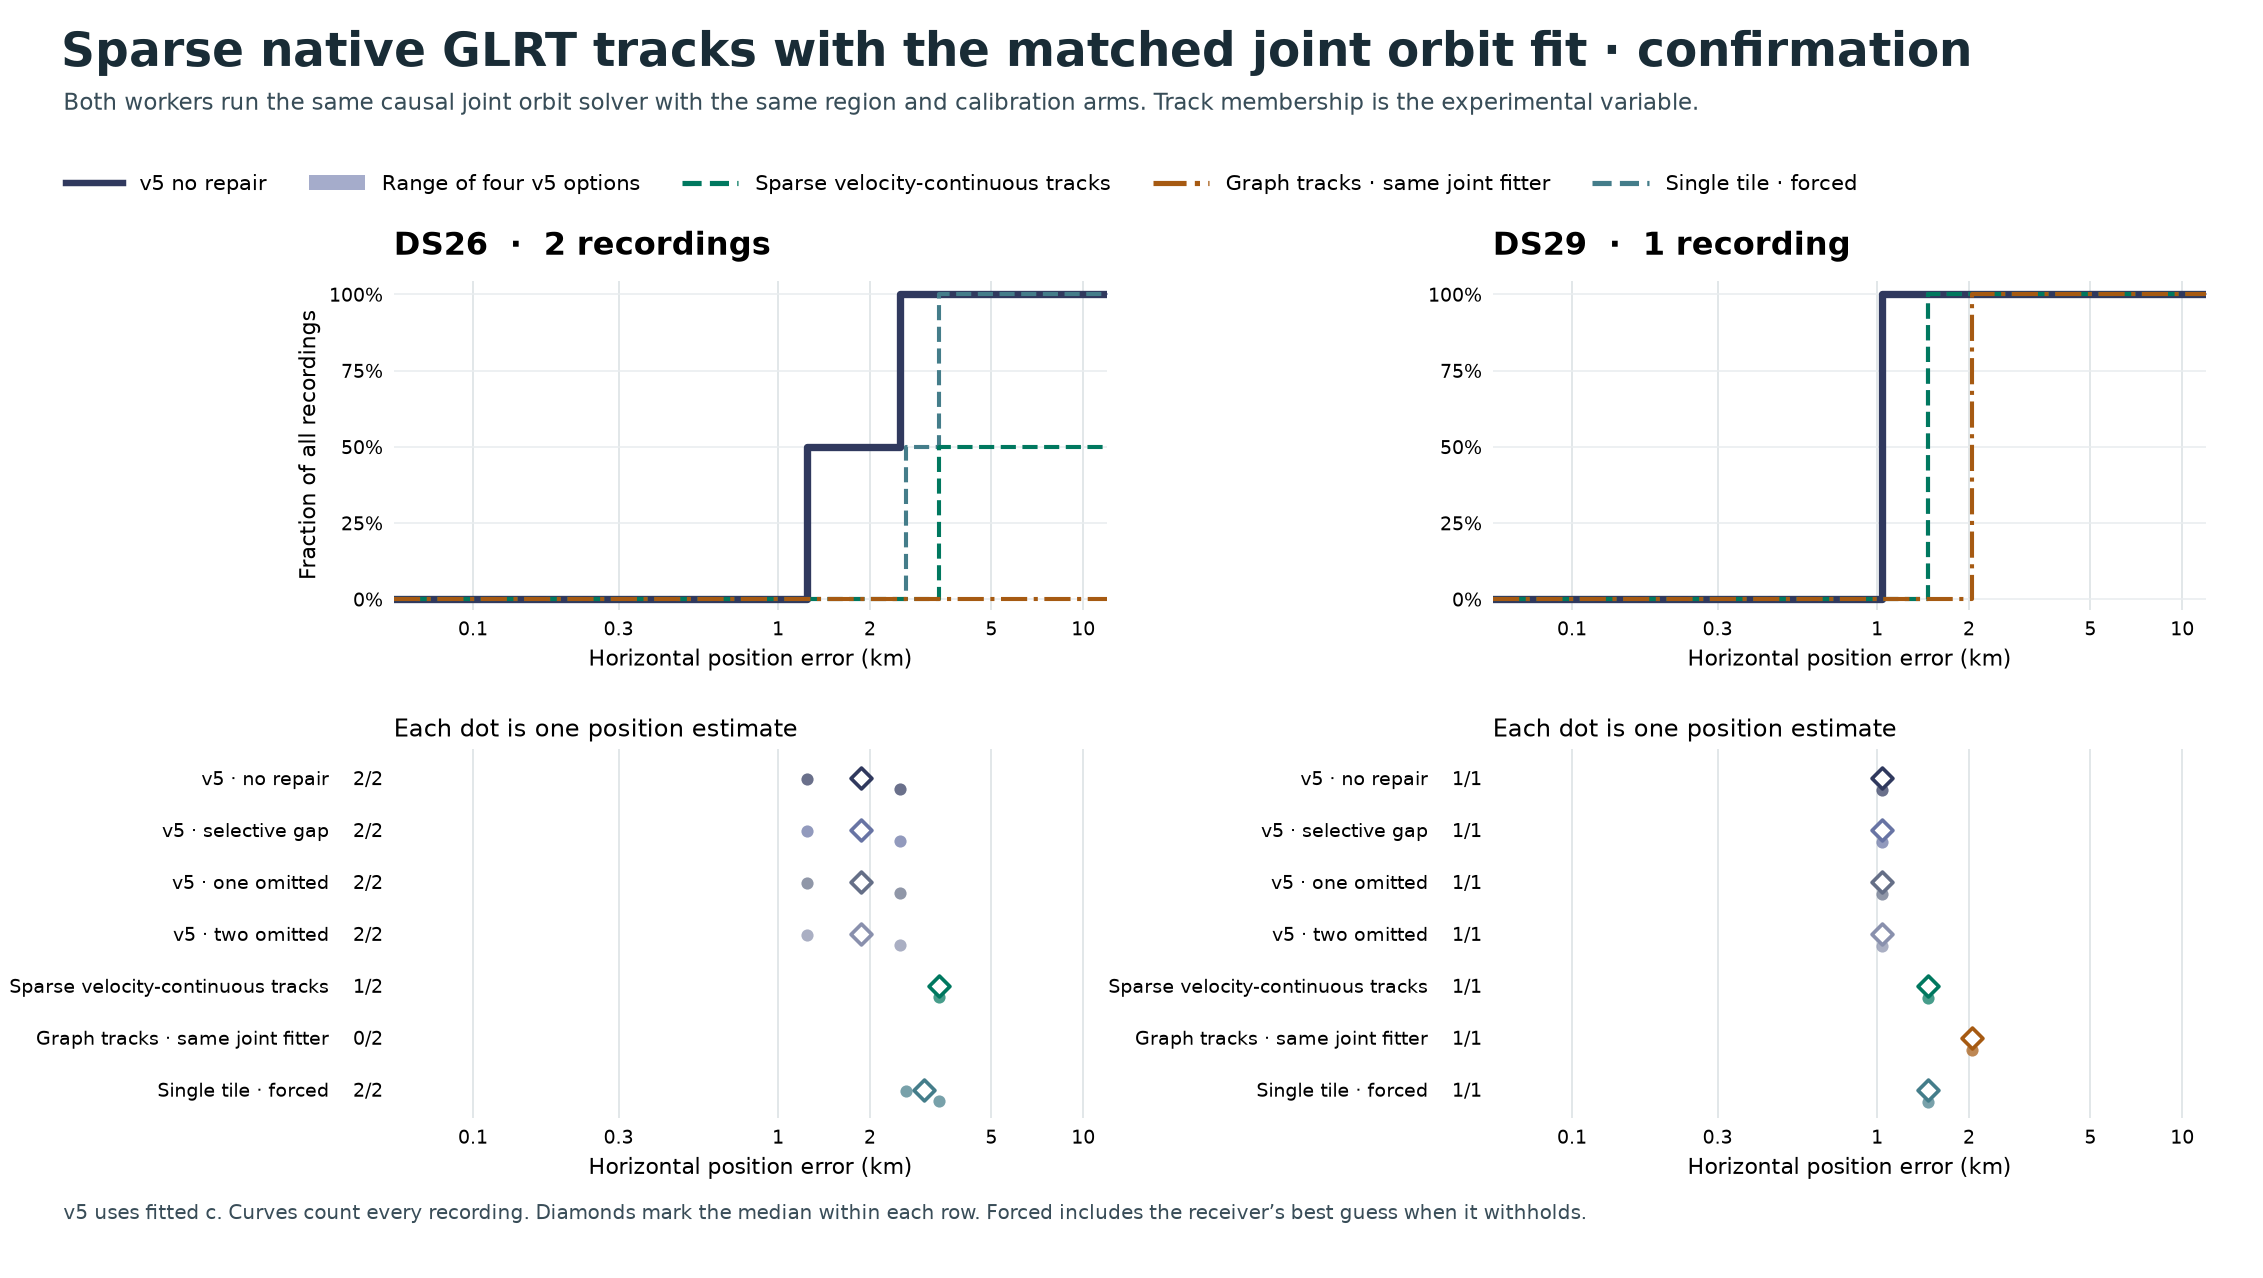 Sparse native GLRT tracks with the matched joint orbit fit · confirmation
Both workers run the same causal joint orbit solver with the same region and calibration arms. Track membership is the experimental variable.
v5 no repair
Range of four v5 options
Sparse velocity-continuous tracks
Graph tracks · same joint fitter
Single tile · forced
DS26 · 2 recordings
Fraction of all recordings
100%
75%
50%
25%
0%
0.1 0.3 1 2 5 10
Horizontal position error (km)
DS29 · 1 recording
100%
75%
50%
25%
0%
0.1 0.3 1 2 5 10
Horizontal position error (km)
Each dot is one position estimate
v5 · no repair 2/2
v5 · selective gap 2/2
v5 · one omitted 2/2
v5 · two omitted 2/2
Sparse velocity-continuous tracks 1/2
Graph tracks · same joint fitter 0/2
Single tile · forced 2/2
0.1 0.3 1 2 5 10
Horizontal position error (km)
Each dot is one position estimate
v5 · no repair 1/1
v5 · selective gap 1/1
v5 · one omitted 1/1
v5 · two omitted 1/1
Sparse velocity-continuous tracks 1/1
Graph tracks · same joint fitter 1/1
Single tile · forced 1/1
0.1 0.3 1 2 5 10
Horizontal position error (km)
v5 uses fitted c. Curves count every recording. Diamonds mark the median within each row. Forced includes the receiver’s best guess when it withholds.